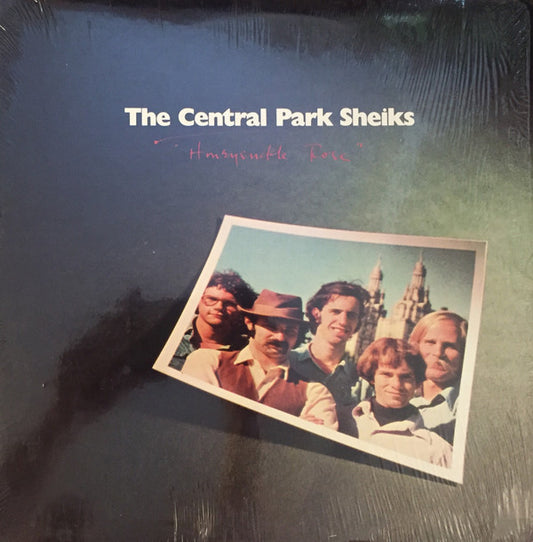 The Central Park Sheiks
"Honeysuckle Rose"